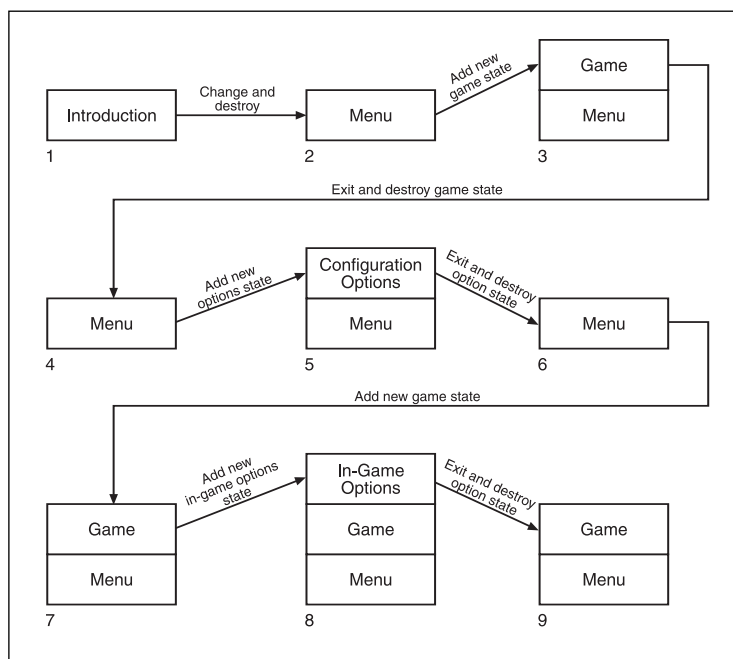 Introduction
1
Change and
destroy
Menu
2
Add new
game state
Game
Menu
3
Exit and destroy game state
Menu
4
Add new
options state
Configuration
Options
Menu
5
Exit and destroy
option state
Menu
6
Add new game state
Game
Menu
7
Add new
in-game options
state
In-Game
Options
Game
Menu
8
Exit and destroy
option state
Game
Menu
9